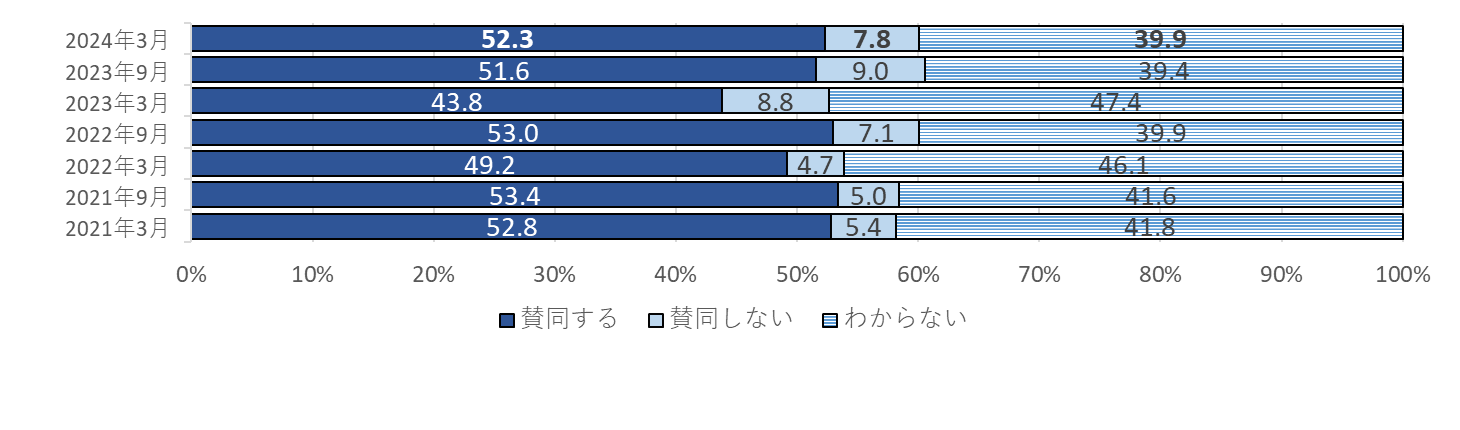 2024年3月 52.3 7.8 39.9
2023年9月 51.6 9.0 39.4
2023年3月 43.8 8.8 47.4
2022年9月 53.0 7.1 39.9
2022年3月 49.2 4.7 46.1
2021年9月 53.4 5.0 41.6
2021年3月 52.8 5.4 41.8
0% 10% 20% 30% 40% 50% 60% 70% 80% 90% 100%
賛同する 賛同しない わからない